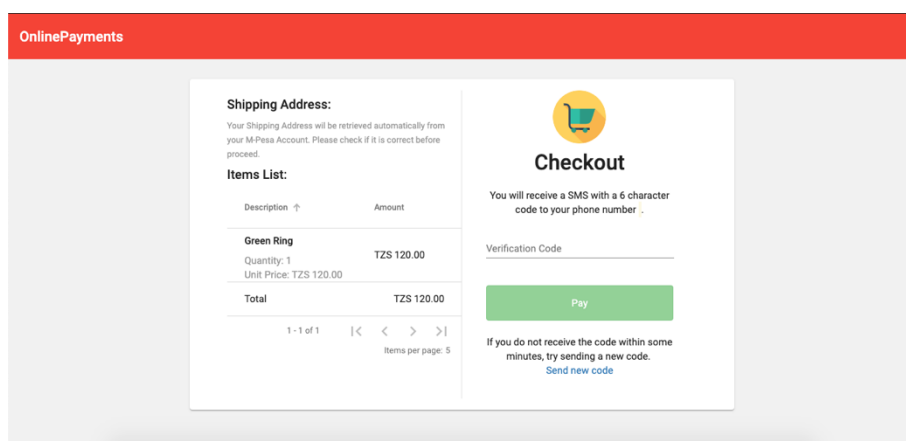 OnlinePayments
Shipping Address:
Your Shipping Address wil be retrieved automatically from
your M-Pesa Account. Please check if it is correct before
proceed.
Items List:
Description ↑ Amount
Green Ring
Quantity: 1
Unit Price: TZS 120.00
TZS 120.00
Total TZS 120.00
1 - 1 of 1
Items per page: 5
Checkout
You will receive a SMS with a 6 character
code to your phone number .
Verification Code
Pay
If you do not receive the code within some
minutes, try sending a new code.
Send new code